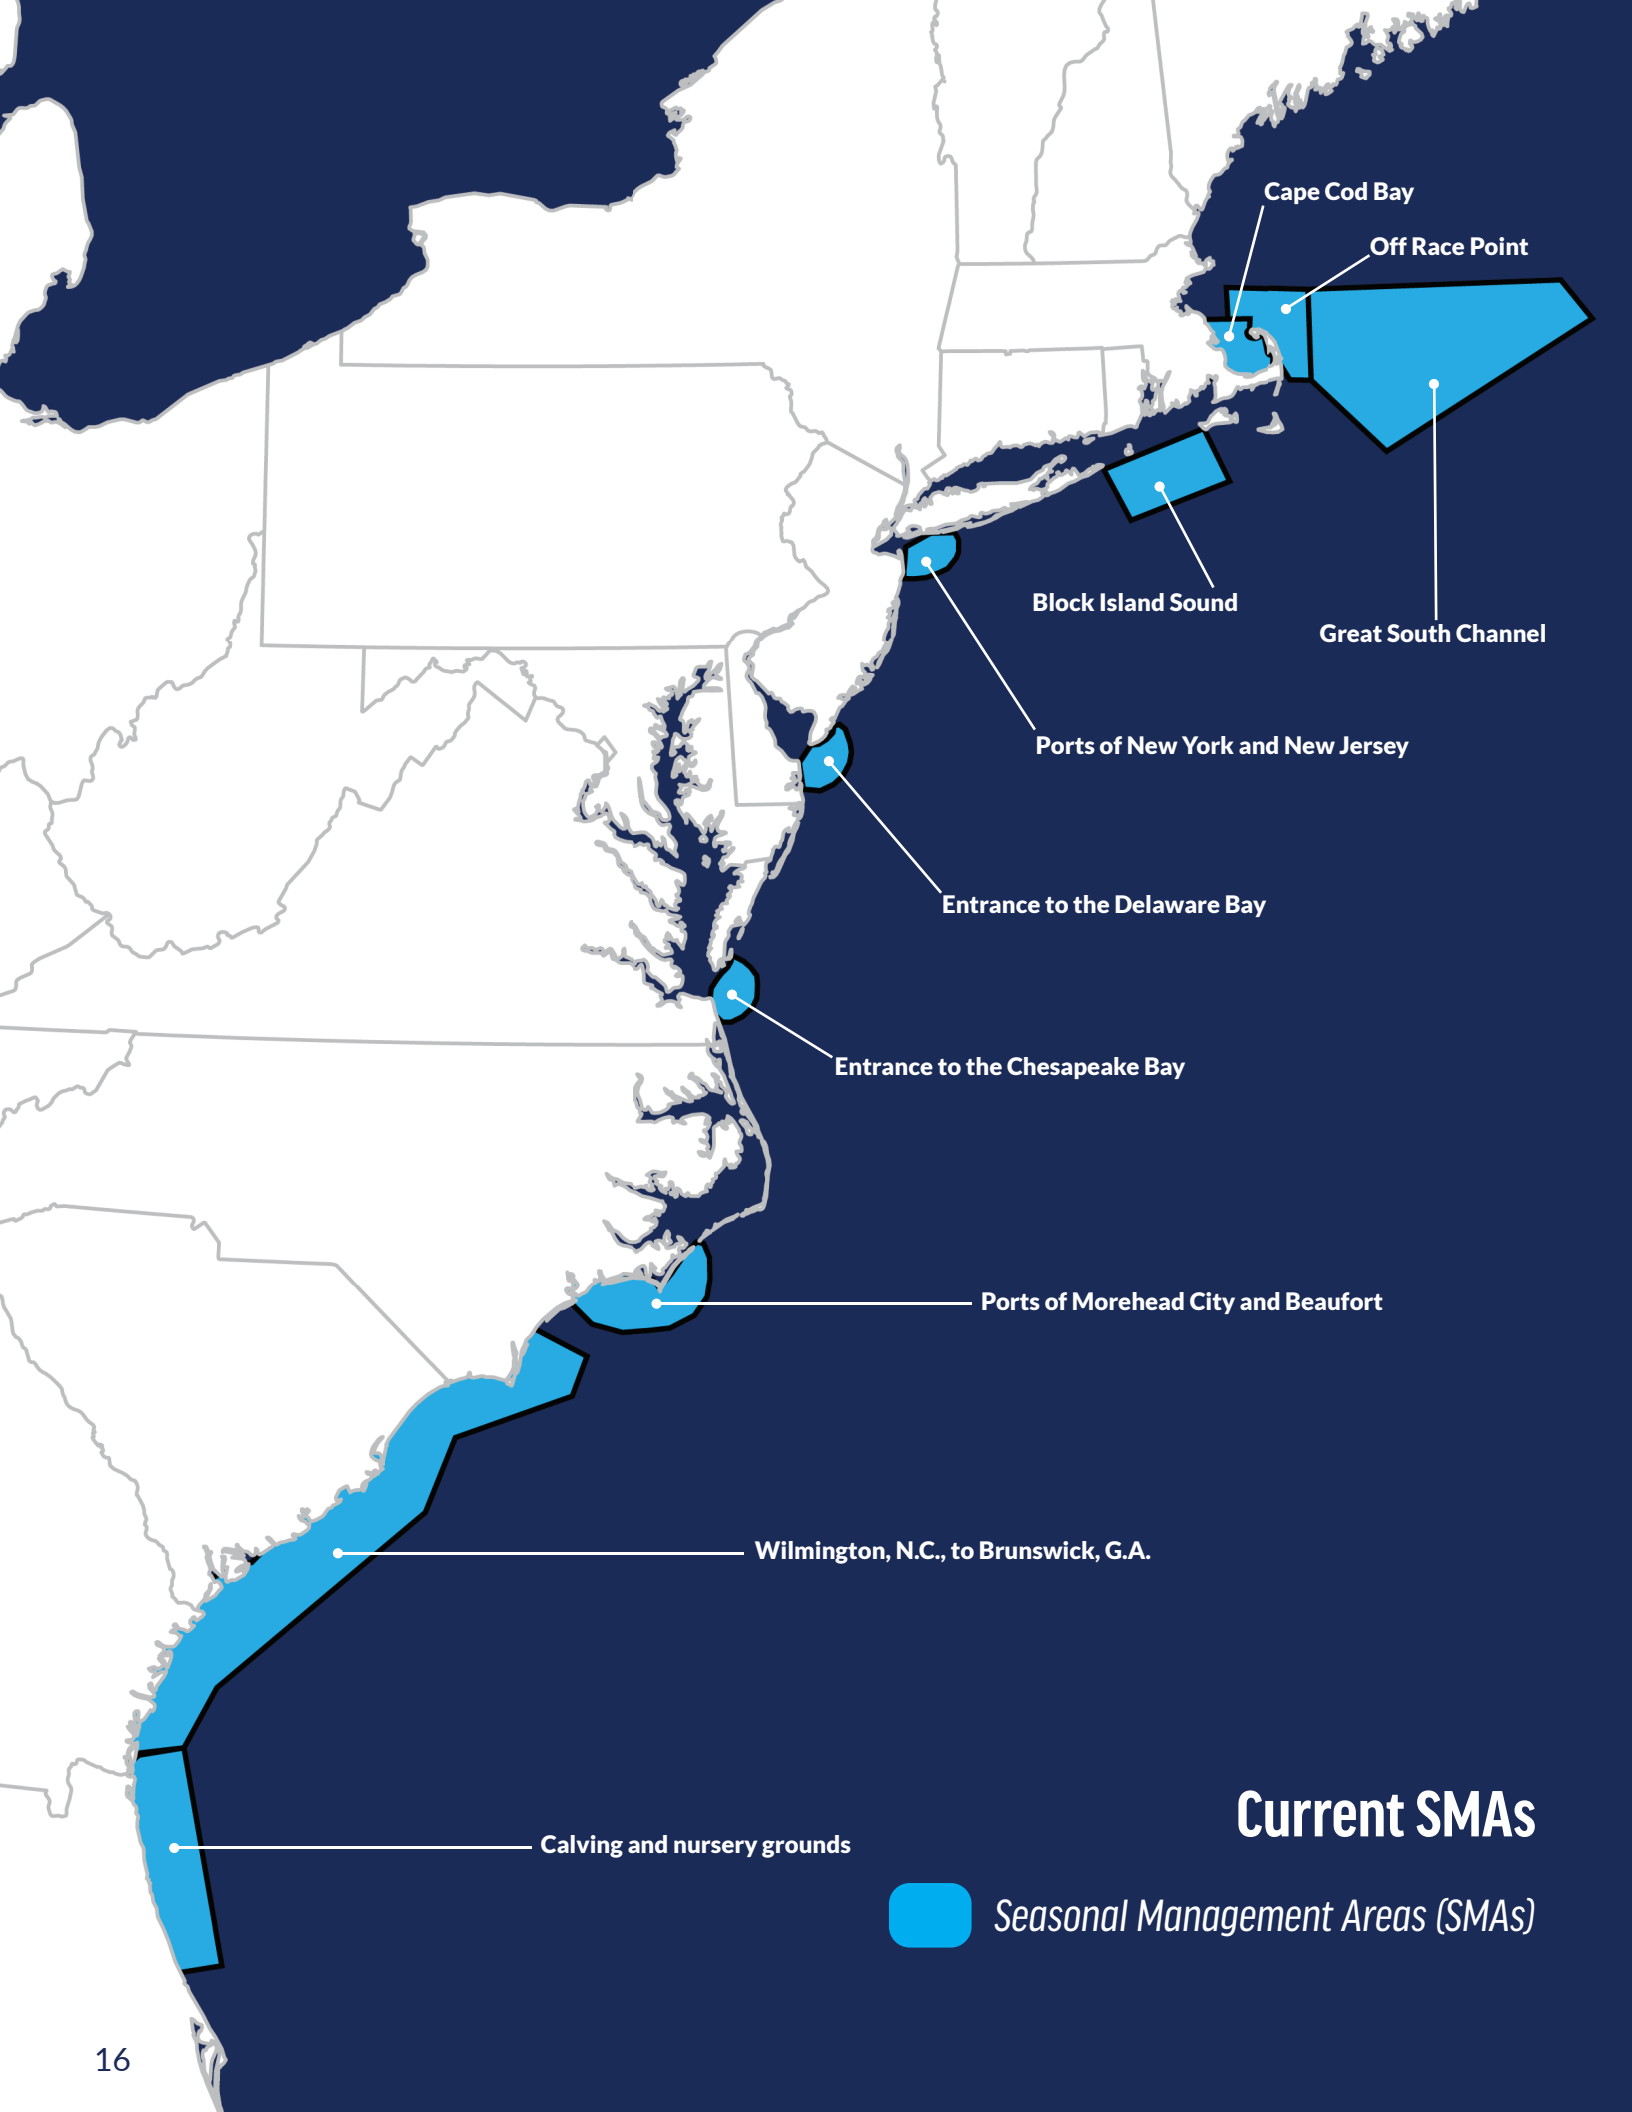 Cape Cod Bay
Off Race Point
Block Island Sound
Great South Channel
Ports of New York and New Jersey
Entrance to the Delaware Bay
Entrance to the Chesapeake Bay
Ports of Morehead City and Beaufort
Wilmington, N.C., to Brunswick, G.A.
Current SMAs
Calving and nursery grounds
Seasonal Management Areas (SMAs)
16